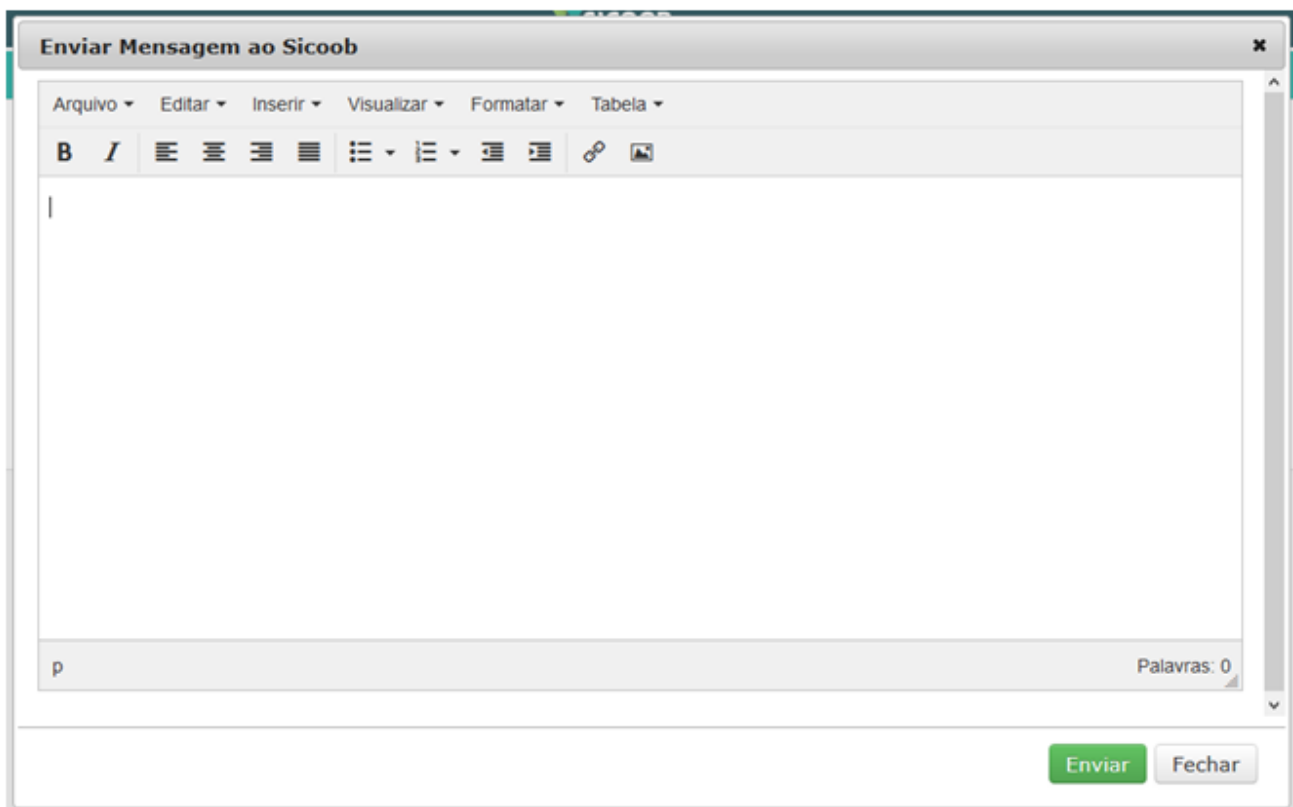 Enviar Mensagem ao Sicoob
Arquivo Editar Inserir Visualizar Formatar Tabela
B I
p Palavras: 0
Enviar Fechar